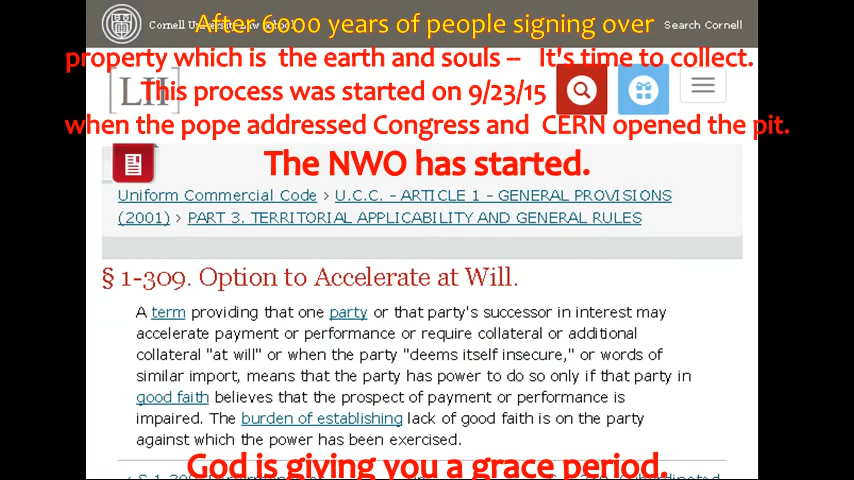 Cornell University Law School
Search Cornell
After 6000 years of people signing over
property which is the earth and souls -- It's time to collect.
LII
This process was started on 9/23/15
when the pope addressed Congress and CERN opened the pit.
The NWO has started.
Uniform Commercial Code > U.C.C. - ARTICLE 1 - GENERAL PROVISIONS
(2001) > PART 3. TERRITORIAL APPLICABILITY AND GENERAL RULES
§ 1-309. Option to Accelerate at Will.
A term providing that one party or that party's successor in interest may
accelerate payment or performance or require collateral or additional
collateral "at will" or when the party "deems itself insecure," or words of
similar import, means that the party has power to do so only if that party in
good faith believes that the prospect of payment or performance is
impaired. The burden of establishing lack of good faith is on the party
against which the power has been exercised.
God is giving you a grace period.